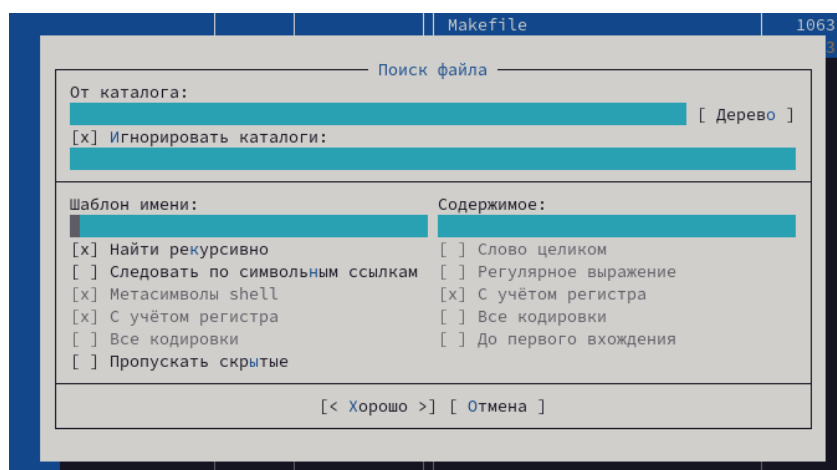 Makefile 1063
3
Поиск файла
От каталога:
[ Дерево ]
[x] Игнорировать каталоги:
Шаблон имени: Содержимое:
[x] Найти рекурсивно [ ] Слово целиком
[ ] Следовать по символьным ссылкам [ ] Регулярное выражение
[x] Метасимволы shell [x] С учётом регистра
[x] С учётом регистра [ ] Все кодировки
[ ] Все кодировки [ ] До первого вхождения
[ ] Пропускать скрытые
[< Хорошо >] [ Отмена ]